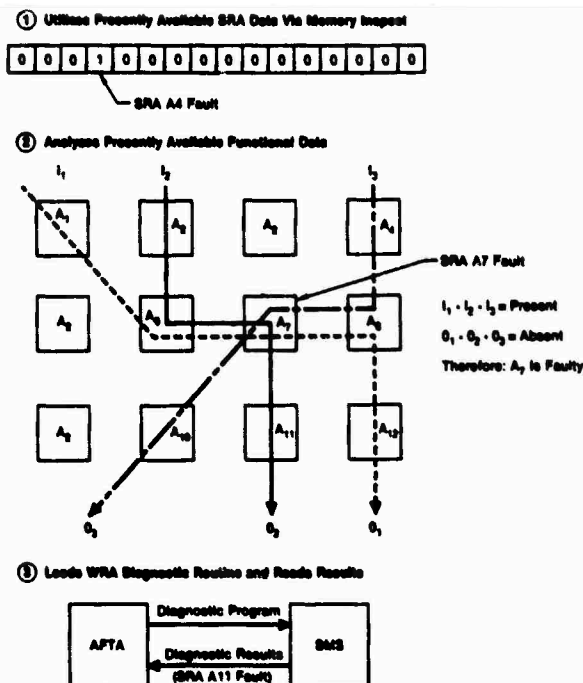 ① Utilizes Presently Available SRA Data Via Memory Inspect
0 0 0 1 0 0 0 0 0 0 0 0 0 0 0 0
SRA A4 Fault
② Analyzes Presently Available Functional Data
I₁ I₂ I₃
A₁ A₂ A₂ A₄
SRA A7 Fault
A₂ A₆ A₇ A₈
I₁ · I₂ · I₃ = Present
O₁ · O₂ · O₃ = Absent
Therefore: A₇ is Faulty
A₂ A₁₀ A₁₁ A₁₂
O₃ O₂ O₁
③ Loads WRA Diagnostic Routine and Reads Results
AFTA Diagnostic Program SMS
Diagnostic Results
(SRA A11 Fault)